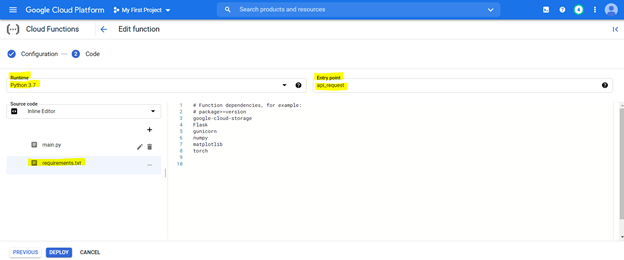 Google Cloud Platform
My First Project
Search products and resources
4
Cloud Functions
Edit function
Configuration
2 Code
Runtime
Python 3.7
Entry point
api_request
Source code
Inline Editor
main.py
requirements.txt
...
1 # Function dependencies, for example:
2 # package>=version
3 google-cloud-storage
4 Flask
5 gunicorn
6 numpy
7 matplotlib
8 torch
9
10
PREVIOUS
DEPLOY
CANCEL